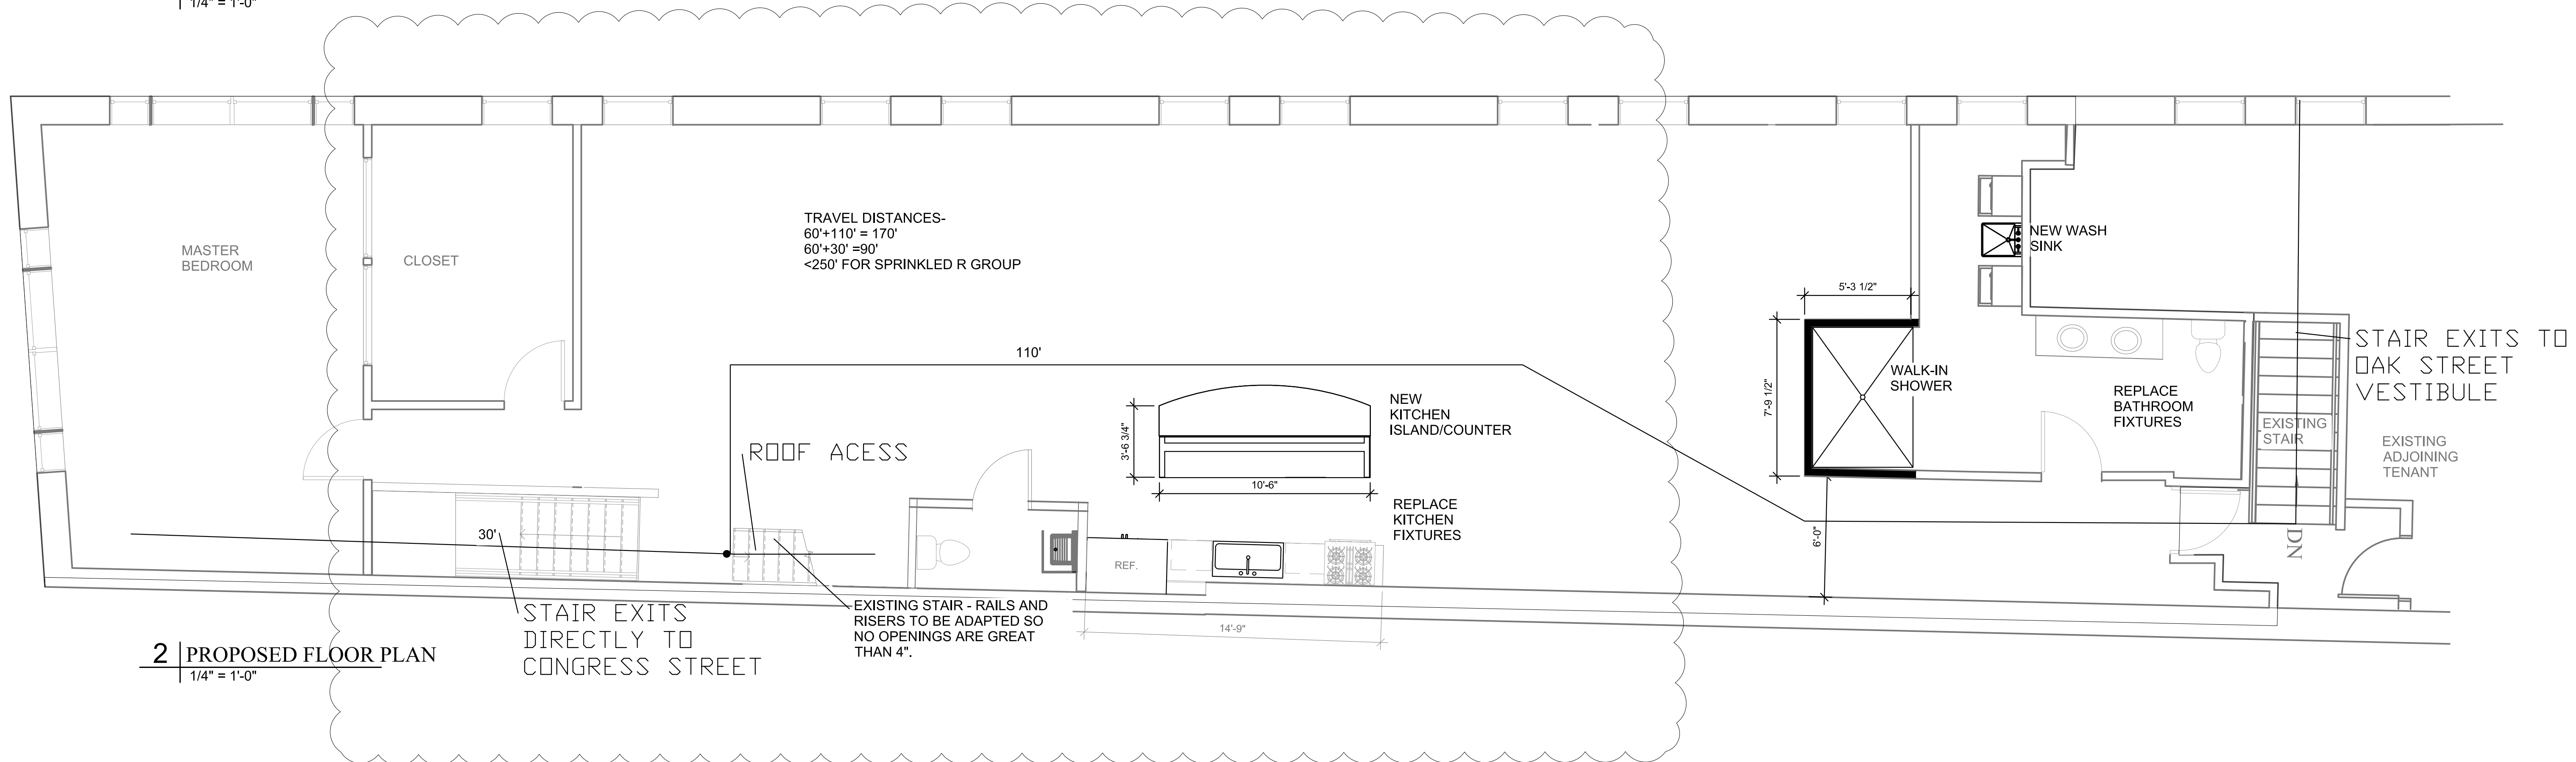 1/4" = 1'-0"
MASTER
BEDROOM
CLOSET
TRAVEL DISTANCES-
60'+110' = 170'
60'+30' =90'
<250' FOR SPRINKLED R GROUP
110'
ROOF ACESS
30'
STAIR EXITS
DIRECTLY TO
CONGRESS STREET
EXISTING STAIR - RAILS AND
RISERS TO BE ADAPTED SO
NO OPENINGS ARE GREAT
THAN 4".
3'-6 3/4"
10'-6"
NEW
KITCHEN
ISLAND/COUNTER
REPLACE
KITCHEN
FIXTURES
REF.
14'-9"
5'-3 1/2"
7'-9 1/2"
WALK-IN
SHOWER
6'-0"
NEW WASH
SINK
REPLACE
BATHROOM
FIXTURES
EXISTING
STAIR
DN
STAIR EXITS TO
OAK STREET
VESTIBULE
EXISTING
ADJOINING
TENANT
2 PROPOSED FLOOR PLAN
1/4" = 1'-0"